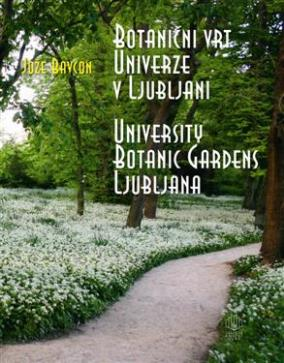 Botanični vrt
Univerze
v Ljubljani
Jože Bavcon
University
Botanic Gardens
Ljubljana